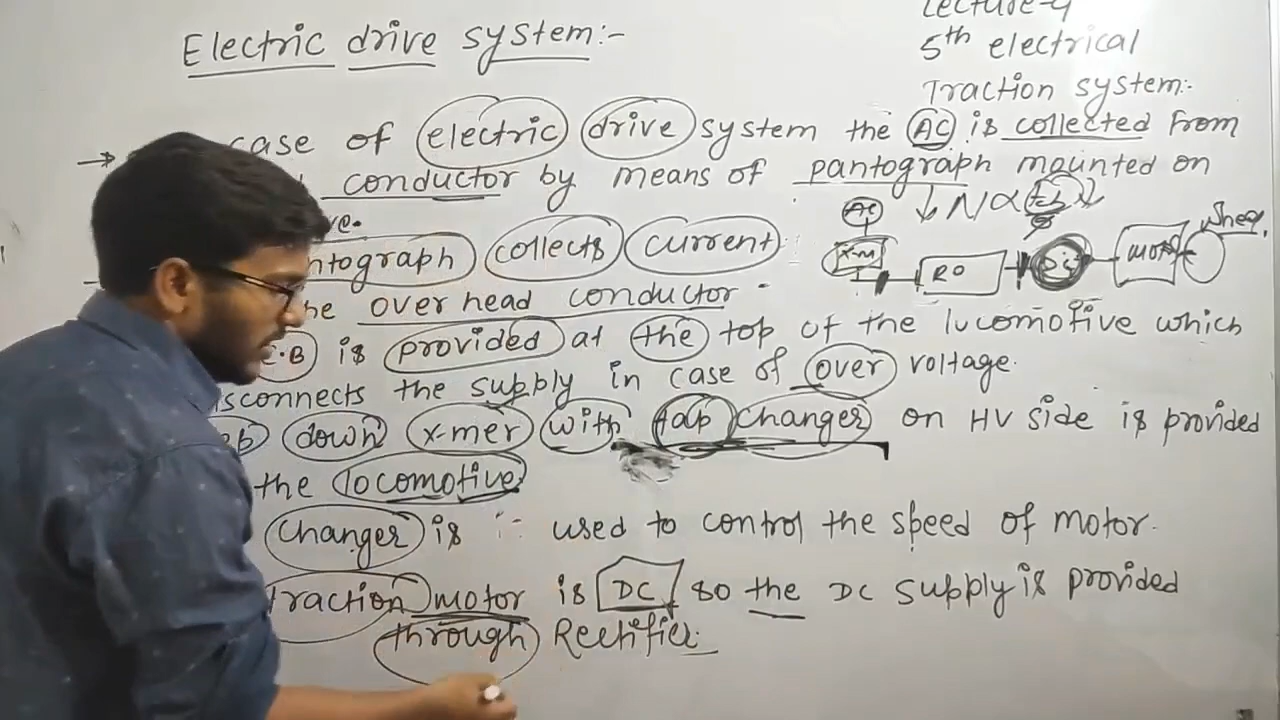 Lecture-4
5th electrical
Traction system:-
Electric drive system:-
→ case of electric drive system the AC is collected From
conductor by means of pantograph mounted on
ve.
ntograph collects current
he over head conductor.
C.B is provided at the top of the locomotive which
isconnects the supply in case of over voltage.
down x-mer with tap changer on HV side is provided
the locomotive
Changer is used to control the speed of motor.
Traction motor is DC so the DC supply is provided
through Rectifier.
↓ N ∝
AC
X-M